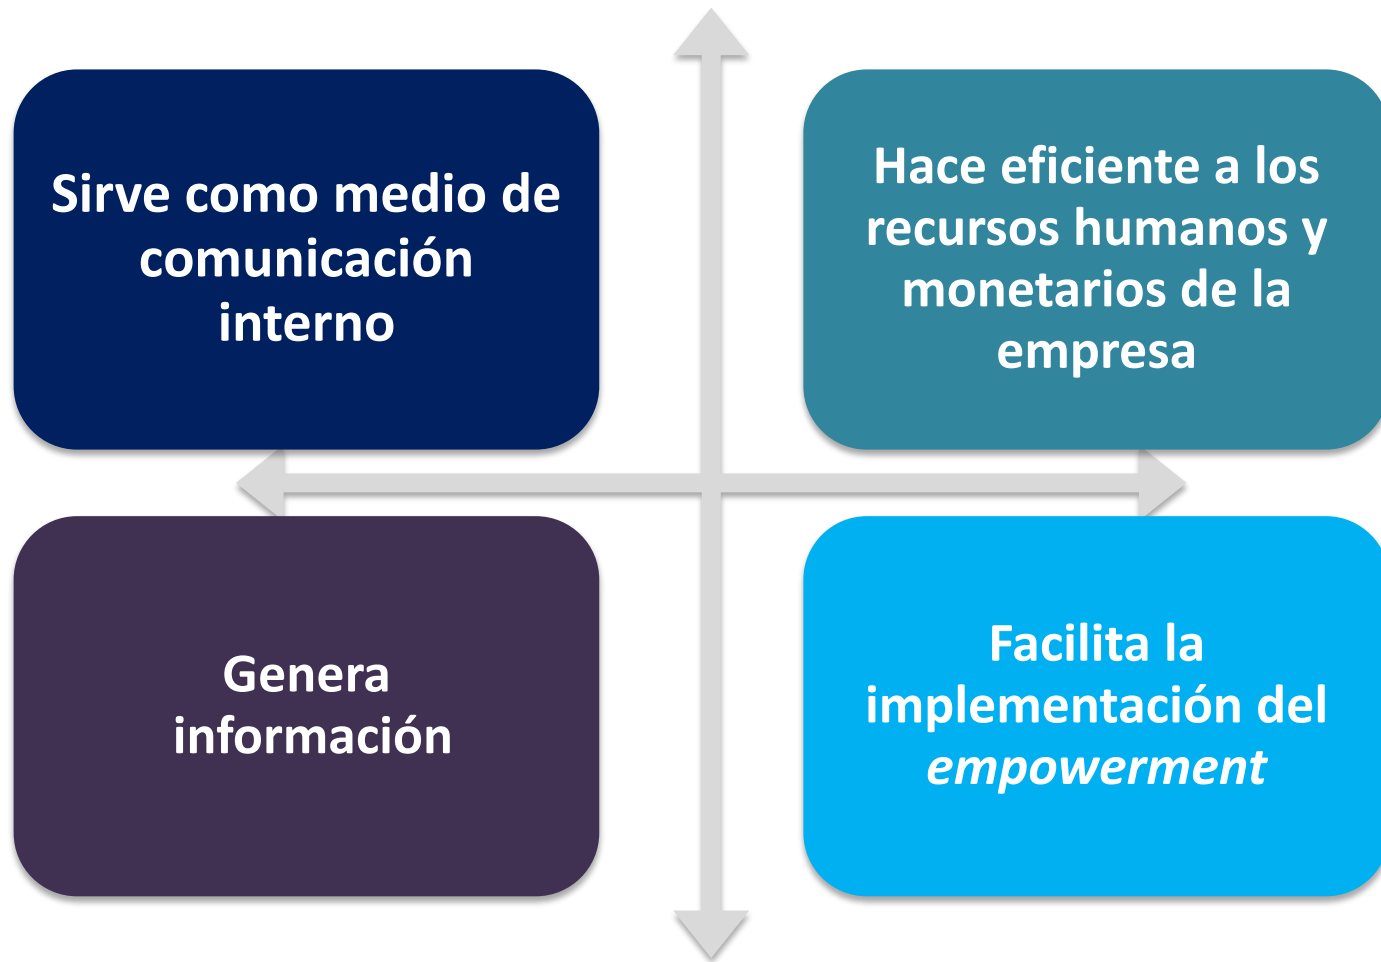 Sirve como medio de
comunicación
interno
Hace eficiente a los
recursos humanos y
monetarios de la
empresa
Genera
información
Facilita la
implementación del
empowerment